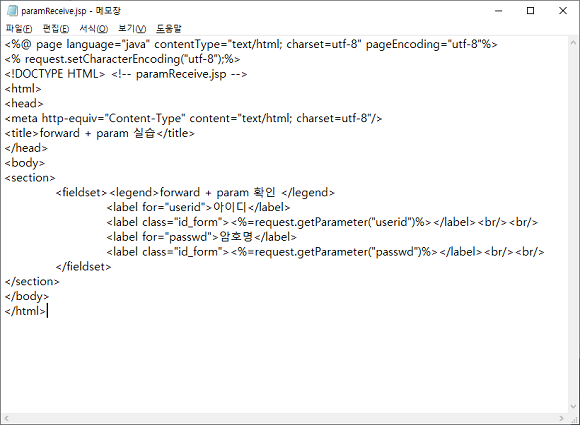 paramReceive.jsp - 메모장
파일(F) 편집(E) 서식(O) 보기(V) 도움말
<%@ page language="java" contentType="text/html; charset=utf-8" pageEncoding="utf-8"%>
<% request.setCharacterEncoding("utf-8");%>
<!DOCTYPE HTML> <!-- paramReceive.jsp -->
<html>
<head>
<meta http-equiv="Content-Type" content="text/html; charset=utf-8"/>
<title>forward + param 실습</title>
</head>
<body>
<section>
<fieldset><legend>forward + param 확인 </legend>
<label for="userid">아이디</label>
<label class="id_form"><%=request.getParameter("userid")%></label><br/><br/>
<label for="passwd">암호명</label>
<label class="id_form"><%=request.getParameter("passwd")%></label><br/><br/>
</fieldset>
</section>
</body>
</html>